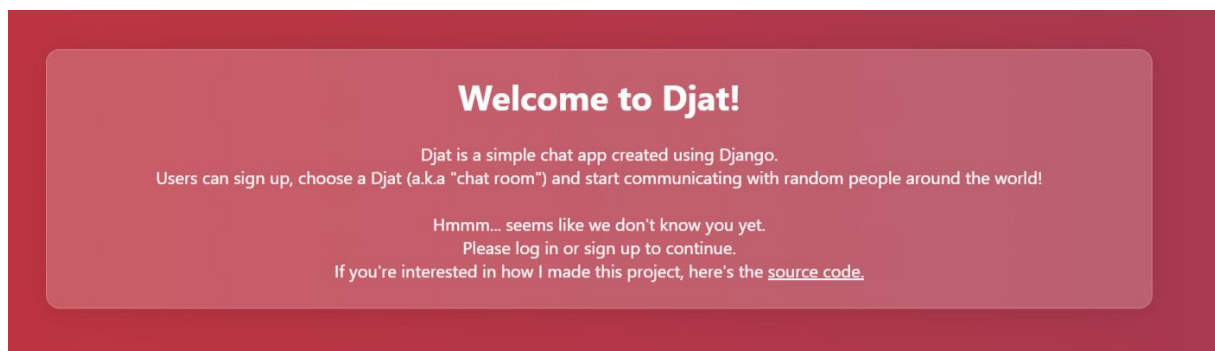 Welcome to Djat!
Djat is a simple chat app created using Django.
Users can sign up, choose a Djat (a.k.a "chat room") and start communicating with random people around the world!
Hmmm... seems like we don't know you yet.
Please log in or sign up to continue.
If you're interested in how I made this project, here's the source code.